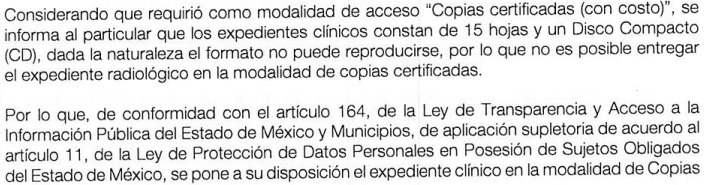 Considerando que requirió como modalidad de acceso “Copias certificadas (con costo)”, se
informa al particular que los expedientes clínicos constan de 15 hojas y un Disco Compacto
(CD), dada la naturaleza el formato no puede reproducirse, por lo que no es posible entregar
el expediente radiológico en la modalidad de copias certificadas.
Por lo que, de conformidad con el artículo 164, de la Ley de Transparencia y Acceso a la
Información Pública del Estado de México y Municipios, de aplicación supletoria de acuerdo al
artículo 11, de la Ley de Protección de Datos Personales en Posesión de Sujetos Obligados
del Estado de México, se pone a su disposición el expediente clínico en la modalidad de Copias